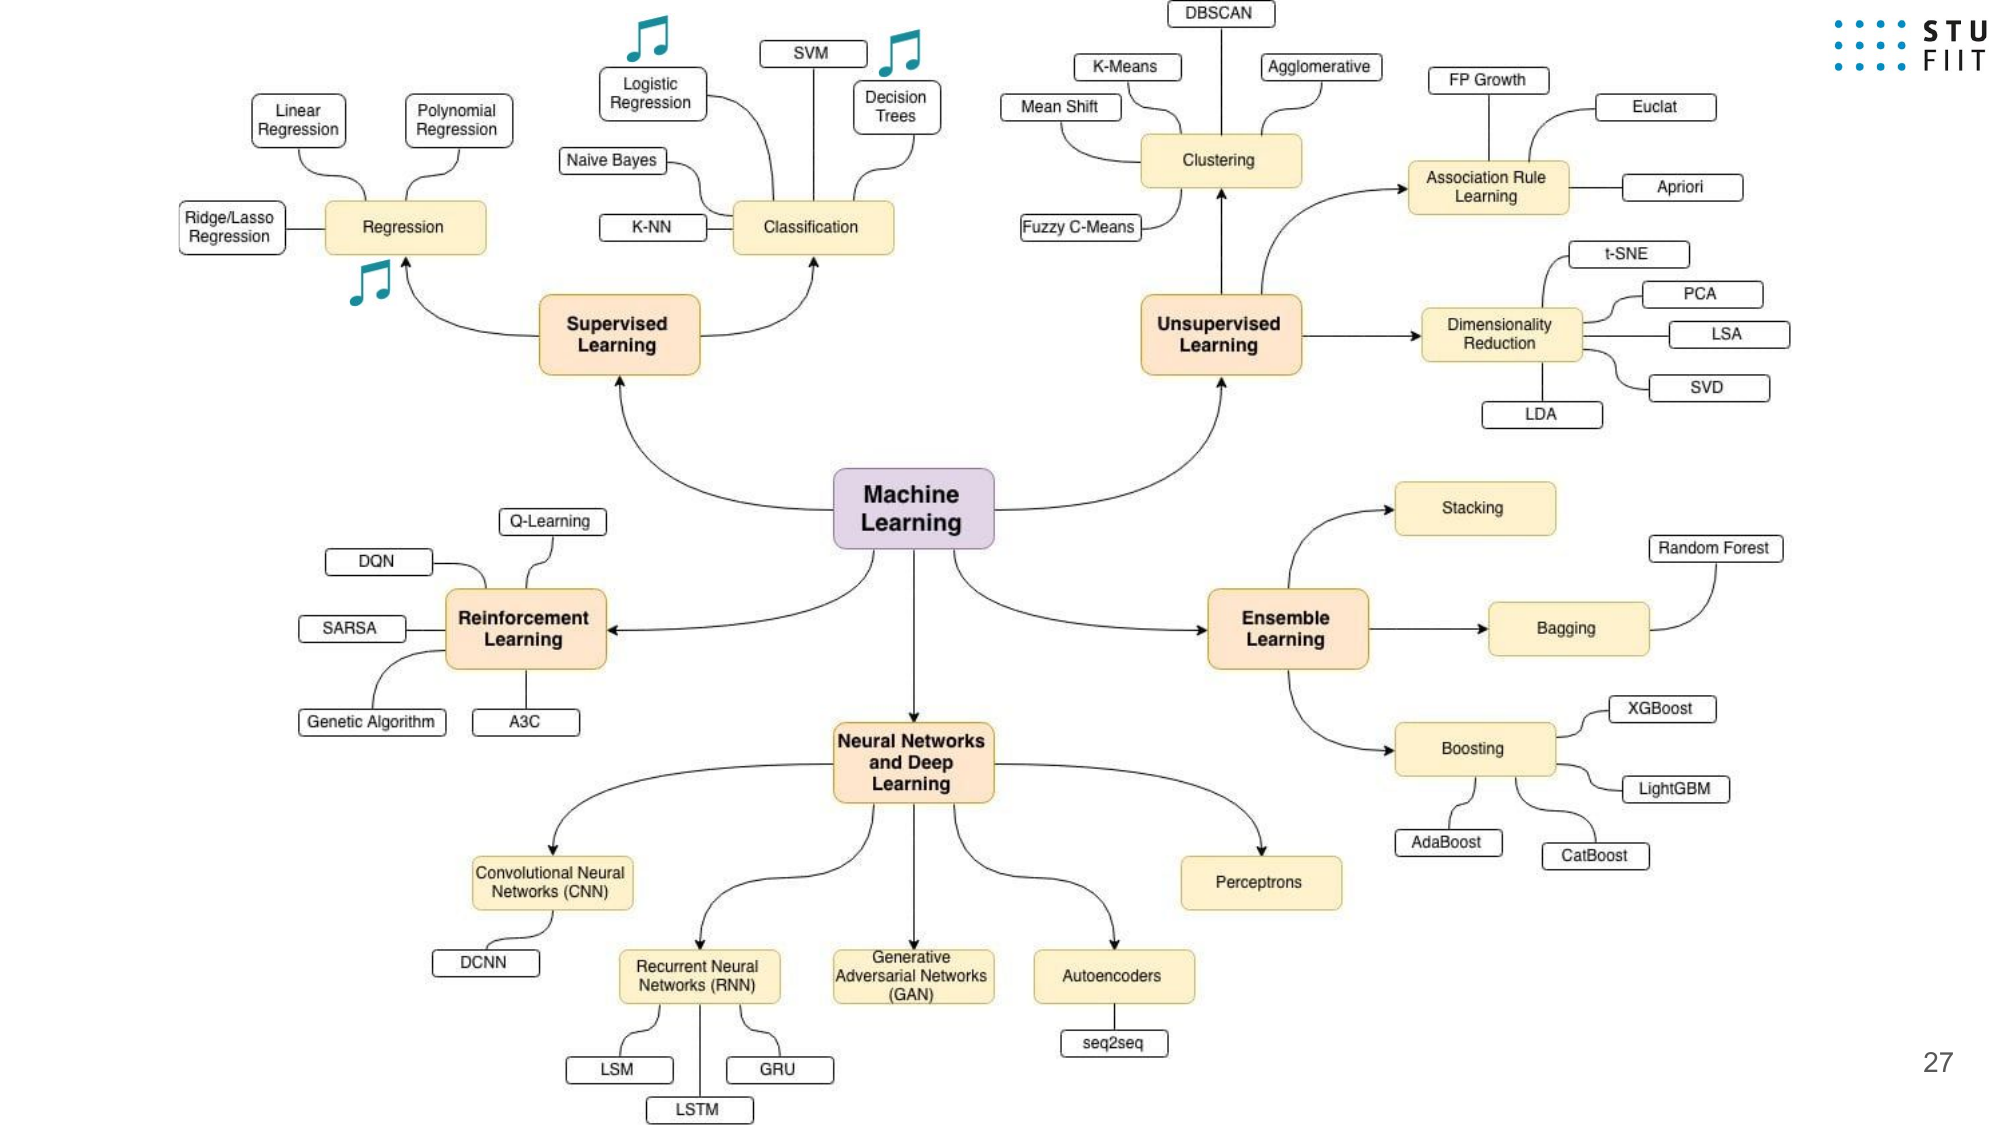 DBSCAN
STU
FIIT
SVM
K-Means
Agglomerative
Logistic
Regression
FP Growth
Decision
Trees
Linear
Regression
Polynomial
Regression
Mean Shift
Euclat
Naive Bayes
Clustering
Association Rule
Learning
Apriori
Ridge/Lasso
Regression
Regression
K-NN
Classification
Fuzzy C-Means
t-SNE
PCA
Supervised
Learning
Unsupervised
Learning
Dimensionality
Reduction
LSA
SVD
LDA
Machine
Learning
Stacking
Q-Learning
Random Forest
DQN
Reinforcement
Learning
SARSA
Ensemble
Learning
Bagging
Genetic Algorithm
A3C
XGBoost
Neural Networks
and Deep
Learning
Boosting
LightGBM
AdaBoost
CatBoost
Convolutional Neural
Networks (CNN)
Perceptrons
DCNN
Recurrent Neural
Networks (RNN)
Generative
Adversarial Networks
(GAN)
Autoencoders
seq2seq
LSM
GRU
LSTM
27